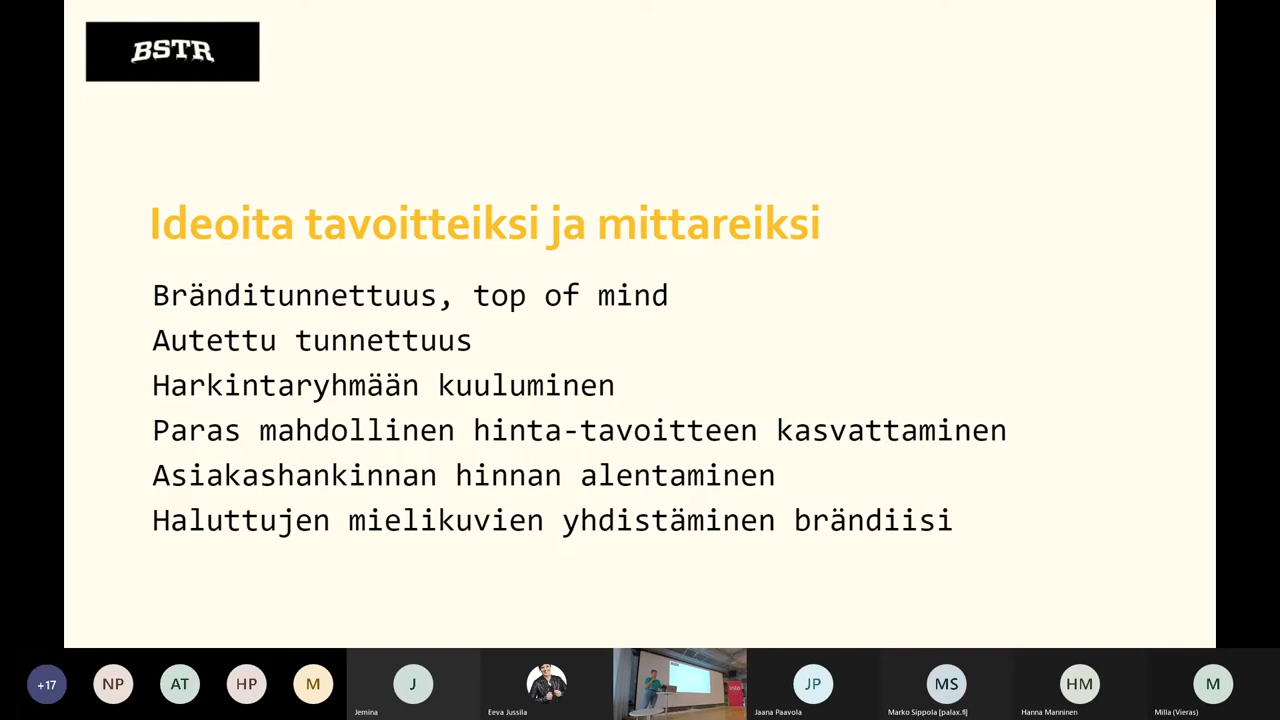 BSTR
Ideoita tavoitteiksi ja mittareiksi
Bränditunnettuus, top of mind
Autettu tunnettuus
Harkintaryhmään kuuluminen
Paras mahdollinen hinta-tavoitteen kasvattaminen
Asiakashankinnan hinnan alentaminen
Haluttujen mielikuvien yhdistäminen brändiisi
+17
NP
AT
HP
M
J
JP
MS
HM
M
Jemina
Eeva Jussila
Jaana Paavola
Marko Sippola [palax.fi]
Hanna Manninen
Milla (Vieras)